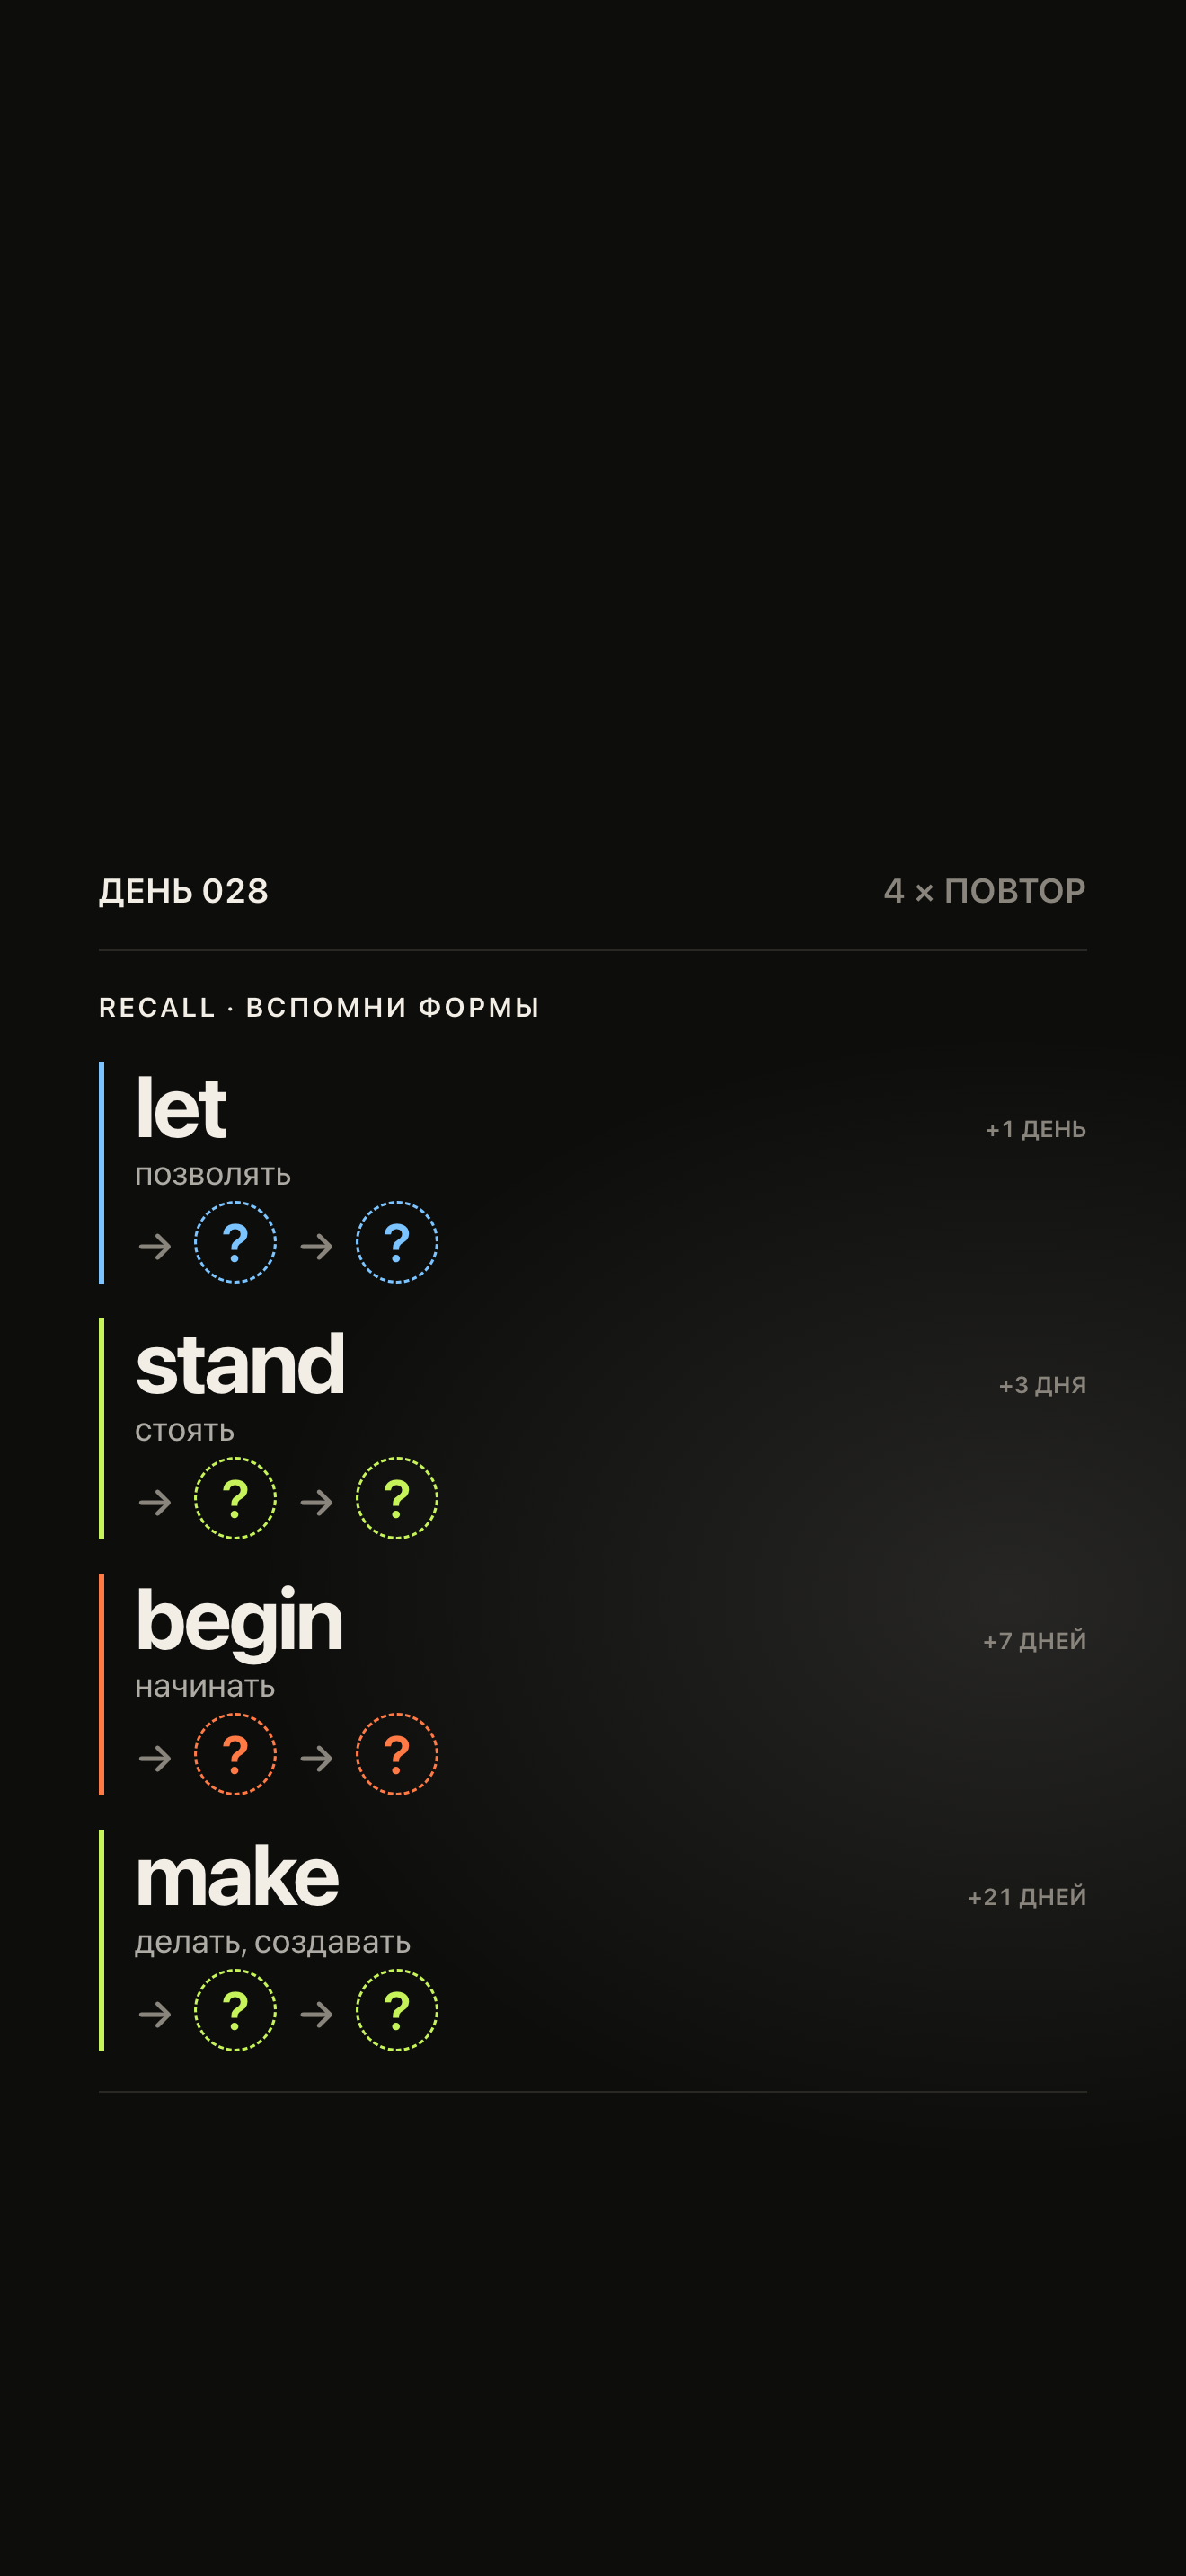 ДЕНЬ 028
4 × ПОВТОР
RECALL · ВСПОМНИ ФОРМЫ
let
+1 ДЕНЬ
позволять
→ ? → ?
stand
+3 ДНЯ
стоять
→ ? → ?
begin
+7 ДНЕЙ
начинать
→ ? → ?
make
+21 ДНЕЙ
делать, создавать
→ ? → ?